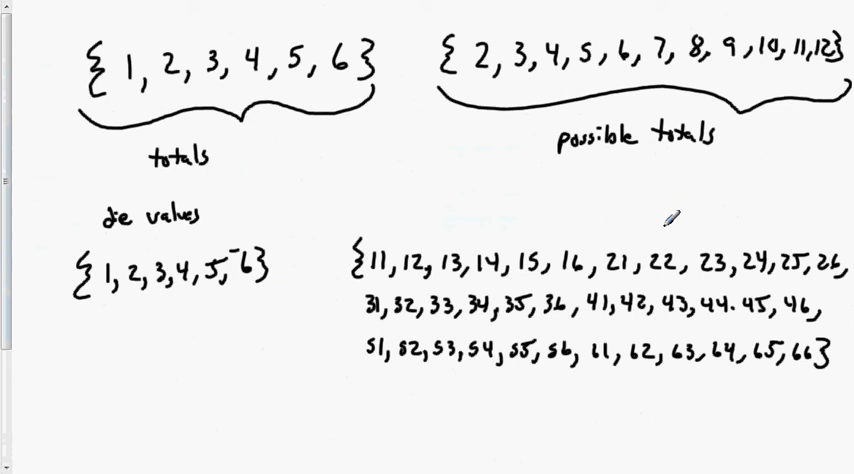 { 1, 2, 3, 4, 5, 6 }
totals
die values
{ 1, 2, 3, 4, 5, 6 }
{ 2, 3, 4, 5, 6, 7, 8, 9, 10, 11, 12 }
possible totals
{ 11, 12, 13, 14, 15, 16, 21, 22, 23, 24, 25, 26,
31, 32, 33, 34, 35, 36, 41, 42, 43, 44. 45, 46,
51, 52, 53, 54, 55, 56, 61, 62, 63, 64, 65, 66 }